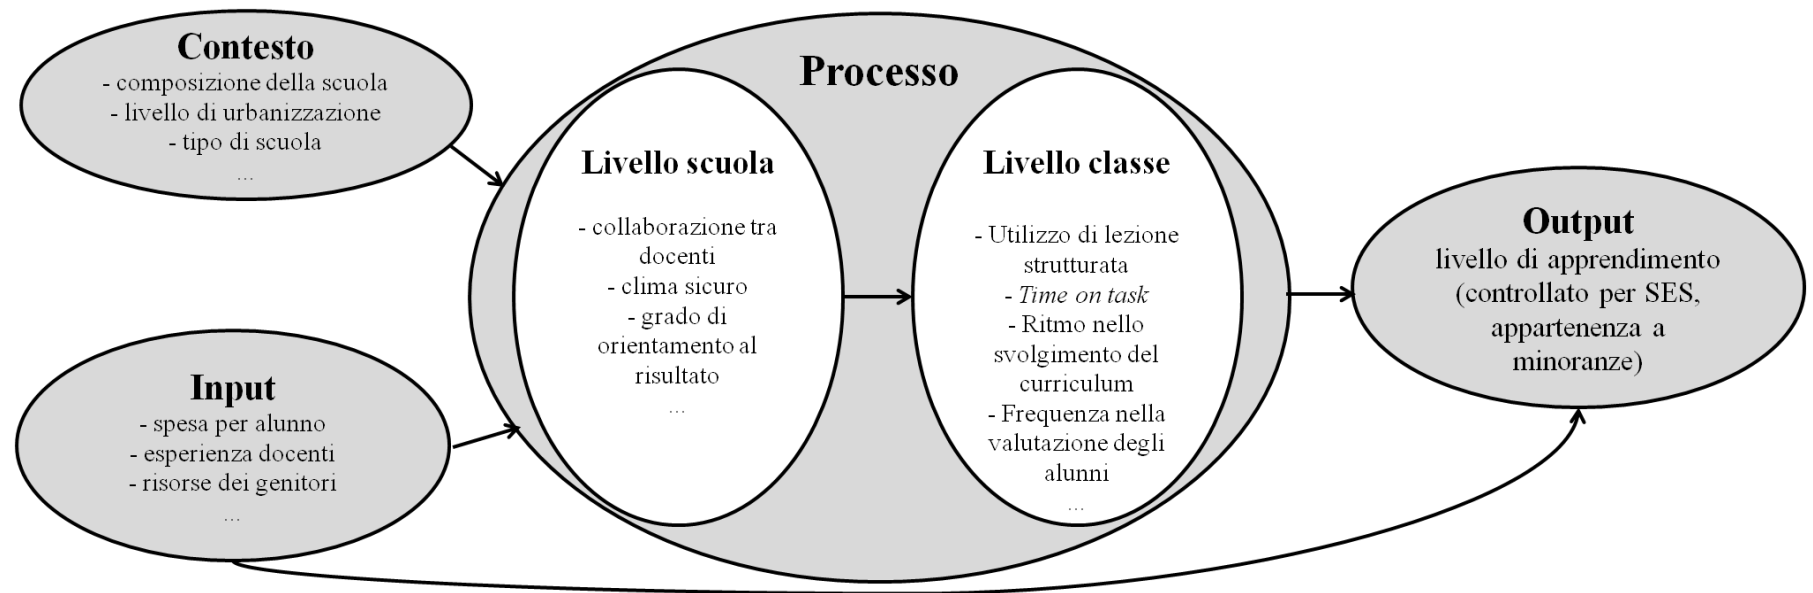 Contesto
- composizione della scuola
- livello di urbanizzazione
- tipo di scuola
...
Input
- spesa per alunno
- esperienza docenti
- risorse dei genitori
...
Processo
Livello scuola
- collaborazione tra
docenti
- clima sicuro
- grado di
orientamento al
risultato
...
Livello classe
- Utilizzo di lezione
strutturata
- Time on task
- Ritmo nello
svolgimento del
curriculum
- Frequenza nella
valutazione degli
alunni
...
Output
livello di apprendimento
(controllato per SES,
appartenenza a
minoranze)